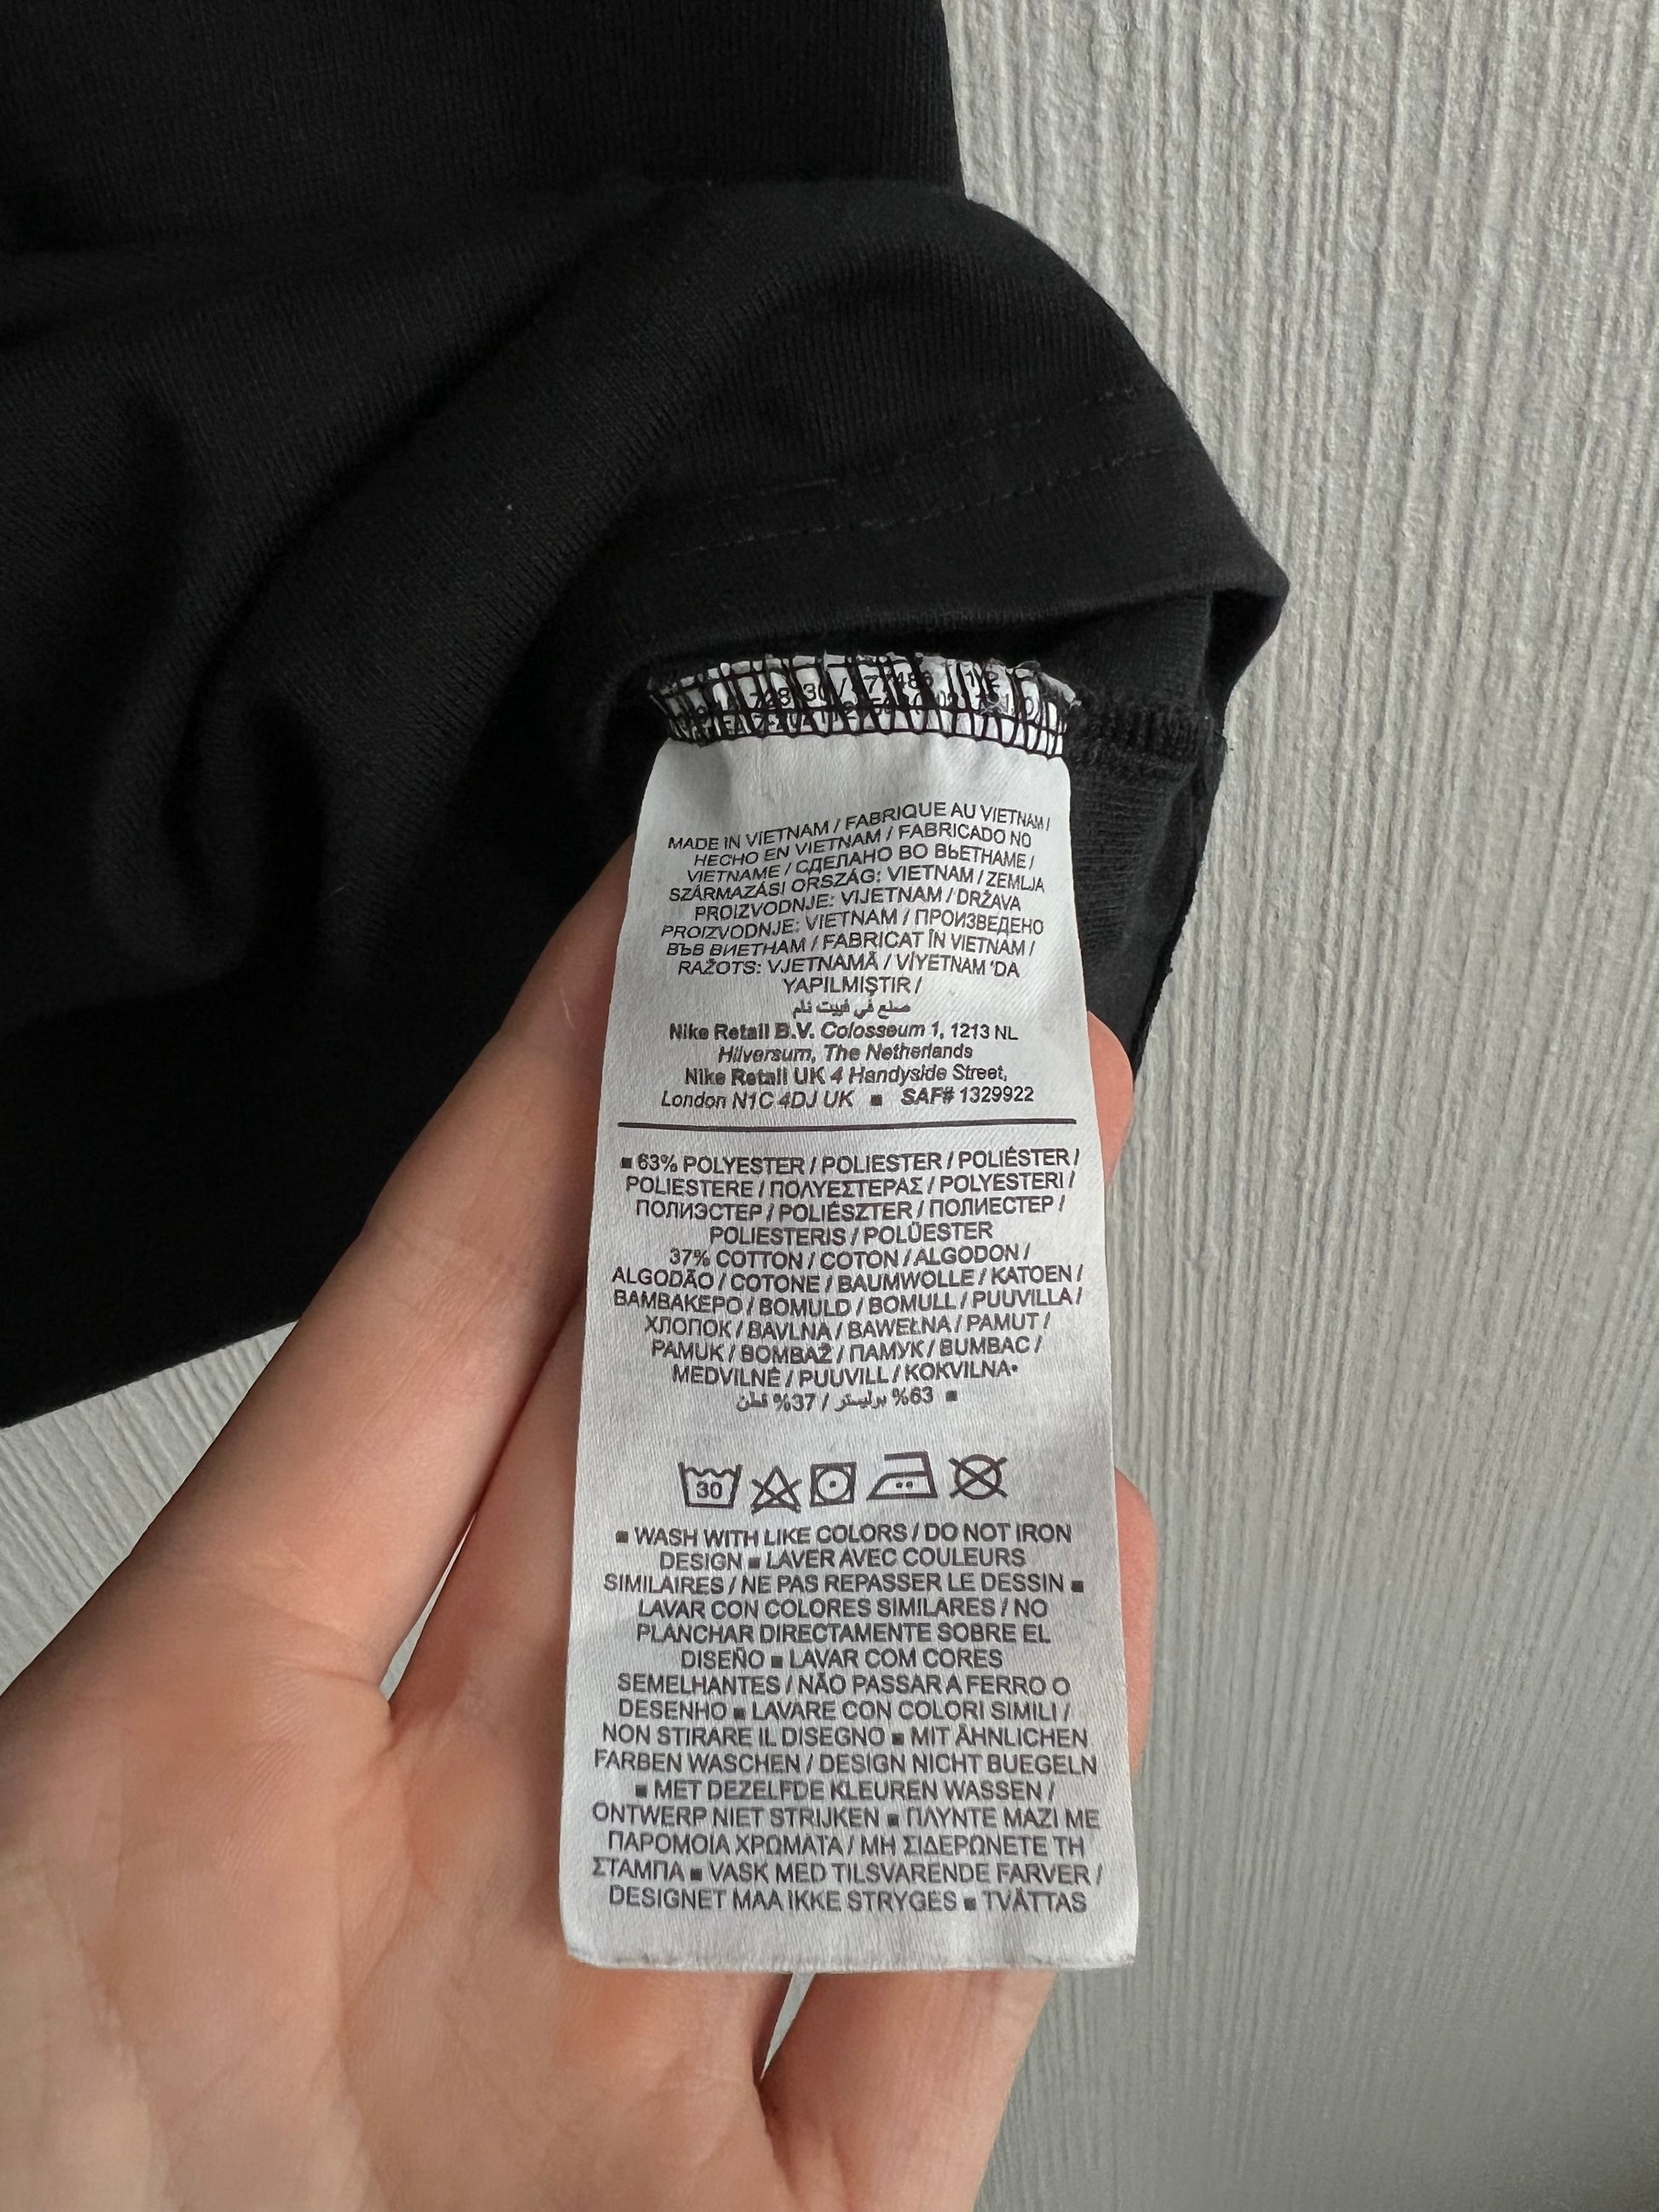 MADE IN VIETNAM / FABRIQUE AU VIETNAM /
HECHO EN VIETNAM / FABRICADO NO
VIETNAME / СДЕЛАНО ВО ВЬЕТНАМЕ /
SZÁRMAZÁSI ORSZÁG: VIETNAM / ZEMLJA
PROIZVODNJE: VIJETNAM / DRŽAVA
PROIZVODNJE: VIETNAM / ПРОИЗВЕДЕНО
ВЪВ ВИЕТНАМ / FABRICAT ÎN VIETNAM /
RAŽOTS: VJETNAMĀ / VİYETNAM 'DA
YAPILMIŞTIR /
صنع في فييت نام
Nike Retail B.V. Colosseum 1, 1213 NL
Hilversum, The Netherlands
Nike Retail UK 4 Handyside Street,
London N1C 4DJ UK ■ SAF# 1329922
■ 63% POLYESTER / POLIESTER / POLIÉSTER /
POLIESTERE / ΠΟΛΥΕΣΤΕΡΑΣ / POLYESTERI /
ПОЛИЭСТЕР / POLIÉSZTER / ПОЛИЕСТЕР /
POLIESTERIS / POLÜESTER
37% COTTON / COTON / ALGODON /
ALGODÃO / COTONE / BAUMWOLLE / KATOEN /
ΒΑΜΒΑΚΕΡΟ / BOMULD / BOMULL / PUUVILLA /
ХЛОПОК / BAVLNA / BAWEŁNA / PAMUT /
PAMUK / BOMBAŽ / ПАМУК / BUMBAC /
MEDVILNĖ / PUUVILL / KOKVILNA•
■ 63% بوليستر / 37% قطن
30
■ WASH WITH LIKE COLORS / DO NOT IRON
DESIGN ■ LAVER AVEC COULEURS
SIMILAIRES / NE PAS REPASSER LE DESSIN ■
LAVAR CON COLORES SIMILARES / NO
PLANCHAR DIRECTAMENTE SOBRE EL
DISEÑO ■ LAVAR COM CORES
SEMELHANTES / NÃO PASSAR A FERRO O
DESENHO ■ LAVARE CON COLORI SIMILI /
NON STIRARE IL DISEGNO ■ MIT ÄHNLICHEN
FARBEN WASCHEN / DESIGN NICHT BUEGELN
■ MET DEZELFDE KLEUREN WASSEN /
ONTWERP NIET STRIJKEN ■ ΠΛΥΝΤΕ ΜΑΖΙ ΜΕ
ΠΑΡΟΜΟΙΑ ΧΡΩΜΑΤΑ / ΜΗ ΣΙΔΕΡΩΝΕΤΕ ΤΗ
ΣΤΑΜΠΑ ■ VASK MED TILSVARENDE FARVER /
DESIGNET MAA IKKE STRYGES ■ TVÄTTAS